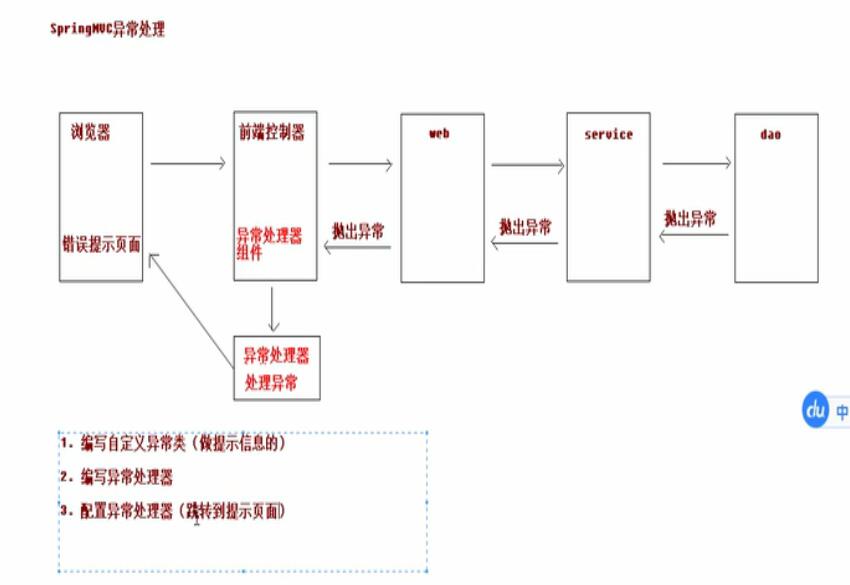 SpringMVC异常处理
浏览器
前端控制器
web
service
dao
错误提示页面
异常处理器
组件
抛出异常
抛出异常
抛出异常
异常处理器
处理异常
1. 编写自定义异常类（做提示信息的）
2. 编写异常处理器
3. 配置异常处理器（跳转到提示页面）
du 中